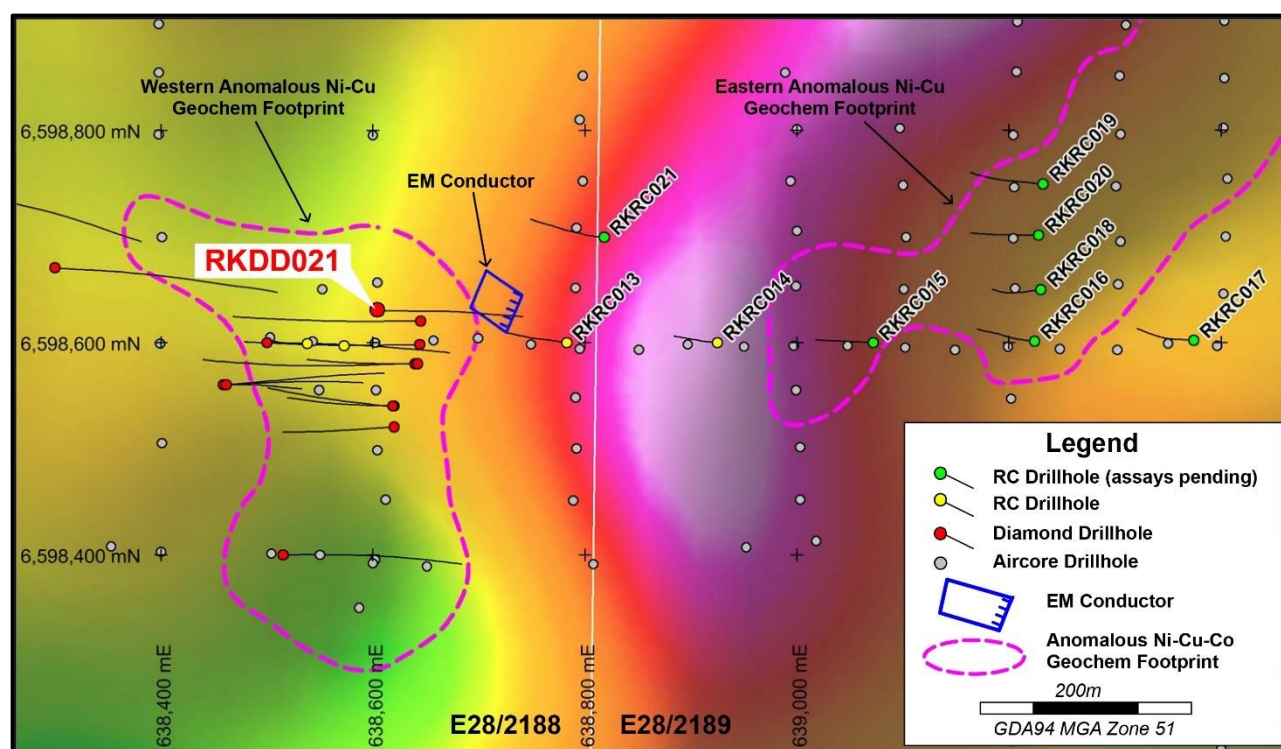 Western Anomalous Ni-Cu
Geochem Footprint
Eastern Anomalous Ni-Cu
Geochem Footprint
6,598,800 mN
EM Conductor
RKRC019
RKRC021
RKRC020
RKDD021
RKRC018
RKRC013
RKRC014
RKRC015
RKRC016
RKRC017
6,598,600 mN
6,598,400 mN
638,400 mE
638,600 mE
638,800 mE
639,000 mE
E28/2188
E28/2189
Legend
RC Drillhole (assays pending)
RC Drillhole
Diamond Drillhole
Aircore Drillhole
EM Conductor
Anomalous Ni-Cu-Co
Geochem Footprint
200m
GDA94 MGA Zone 51